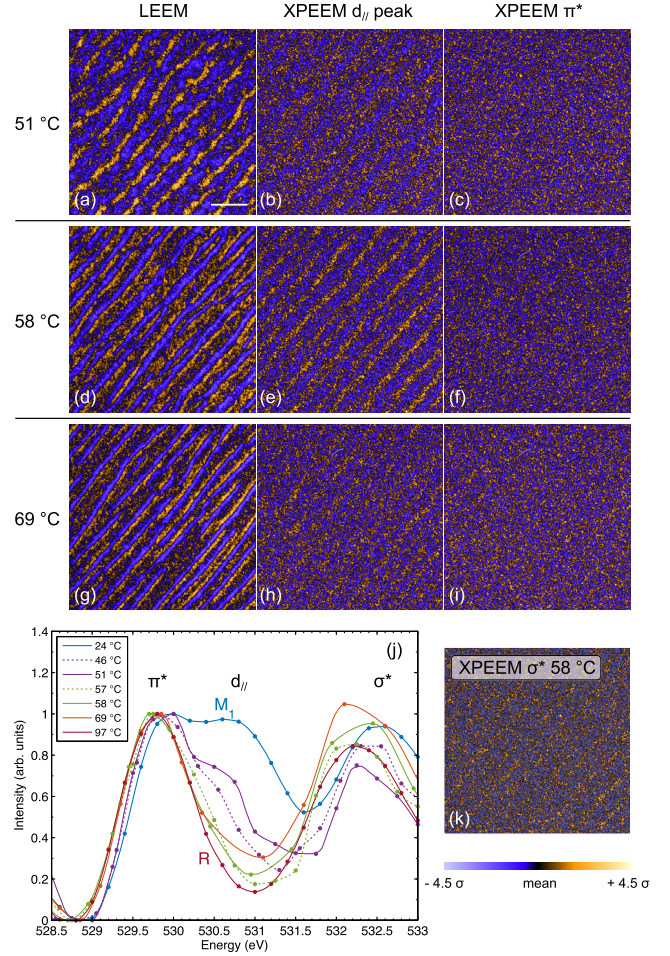 LEEM XPEEM d// peak XPEEM π*
51 °C
(a) (b) (c)
58 °C
(d) (e) (f)
69 °C
(g) (h) (i)
(j)
1.4
1.2
1
0.8
0.6
0.4
0.2
0
Intensity (arb. units)
24 °C
46 °C
51 °C
57 °C
58 °C
69 °C
97 °C
π* d// σ*
M1
R
528.5 529 529.5 530 530.5 531 531.5 532 532.5 533
Energy (eV)
XPEEM σ* 58 °C
(k)
- 4.5 σ mean + 4.5 σ